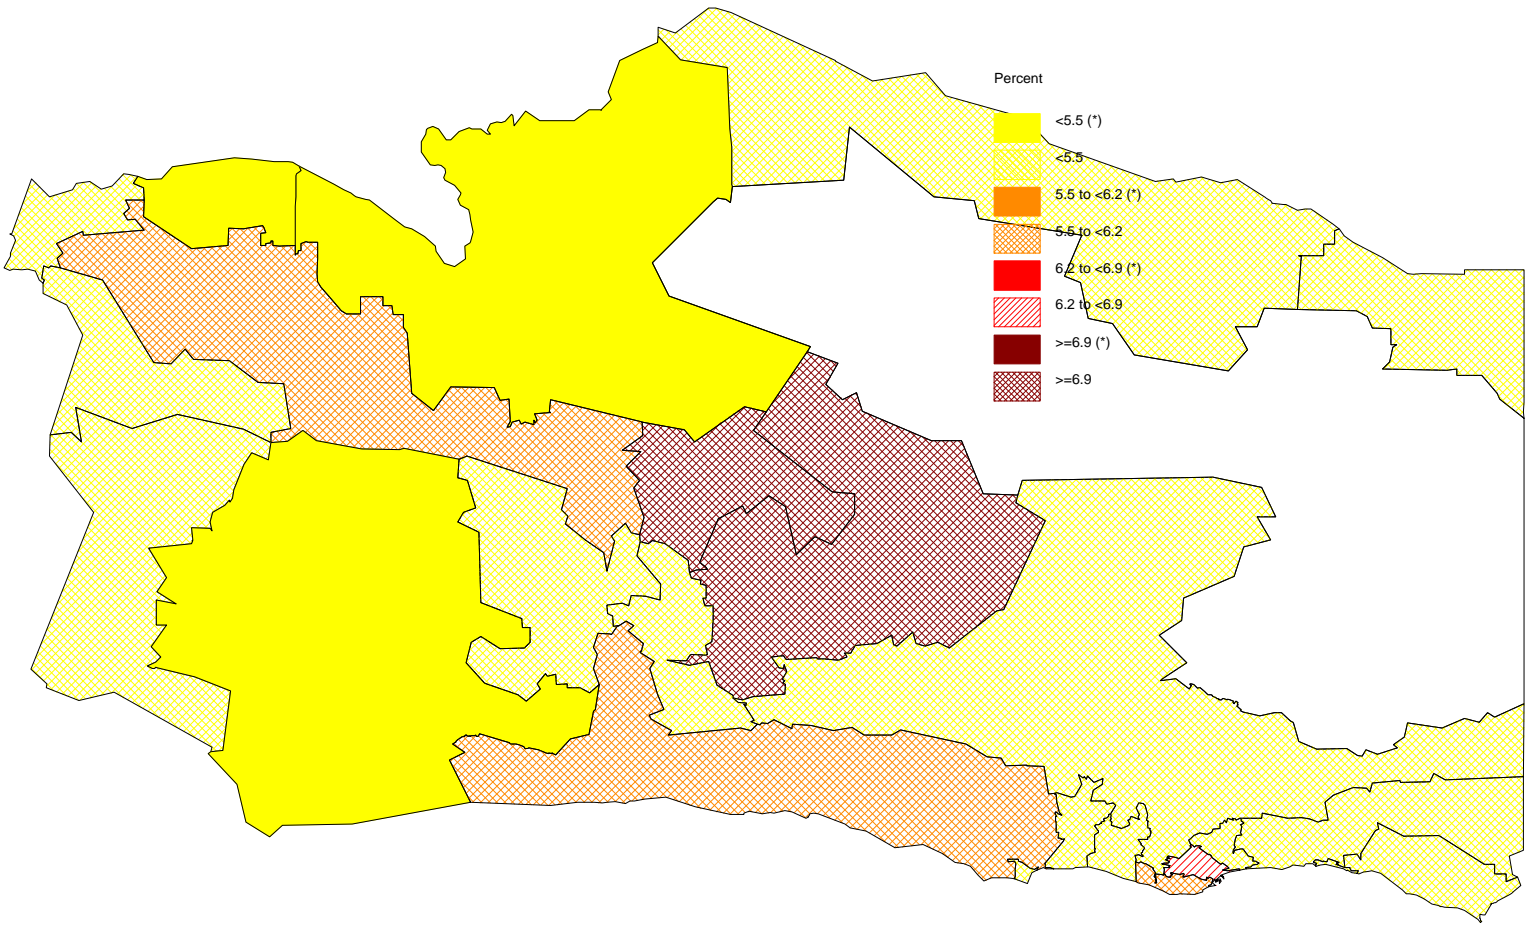 Percent
<5.5 (*)
<5.5
5.5 to <6.2 (*)
5.5 to <6.2
6.2 to <6.9 (*)
6.2 to <6.9
>=6.9 (*)
>=6.9